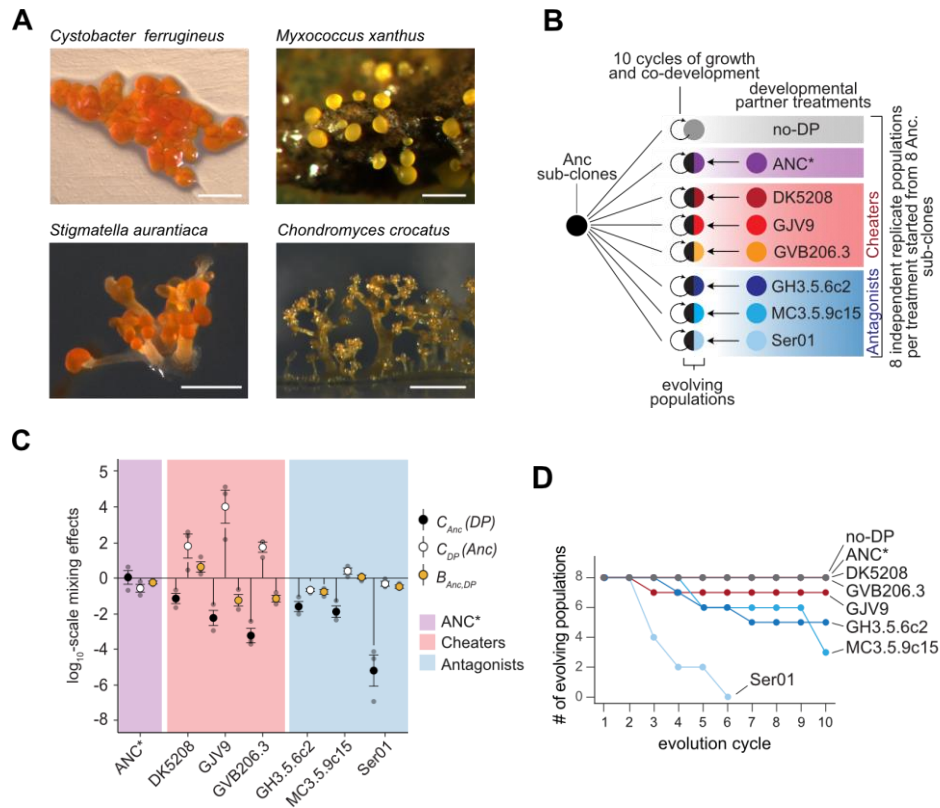 A
Cystobacter ferrugineus
Myxococcus xanthus
Stigmatella aurantiaca
Chondromyces crocatus
B
10 cycles of growth
and co-development
developmental
partner treatments
Anc
sub-clones
no-DP
ANC*
DK5208
GJV9
GVB206.3
GH3.5.6c2
MC3.5.9c15
Ser01
Cheaters
Antagonists
8 independent replicate populations
per treatment started from 8 Anc.
sub-clones
evolving
populations
C
log10-scale mixing effects
5
6
4
2
0
-2
-4
-6
-8
ANC*
DK5208
GJV9
GVB206.3
GH3.5.6c2
MC3.5.9c15
Ser01
C_Anc (DP)
C_DP (Anc)
B_Anc,DP
ANC*
Cheaters
Antagonists
D
# of evolving populations
8
6
4
2
0
1 2 3 4 5 6 7 8 9 10
evolution cycle
no-DP
ANC*
DK5208
GVB206.3
GJV9
GH3.5.6c2
MC3.5.9c15
Ser01